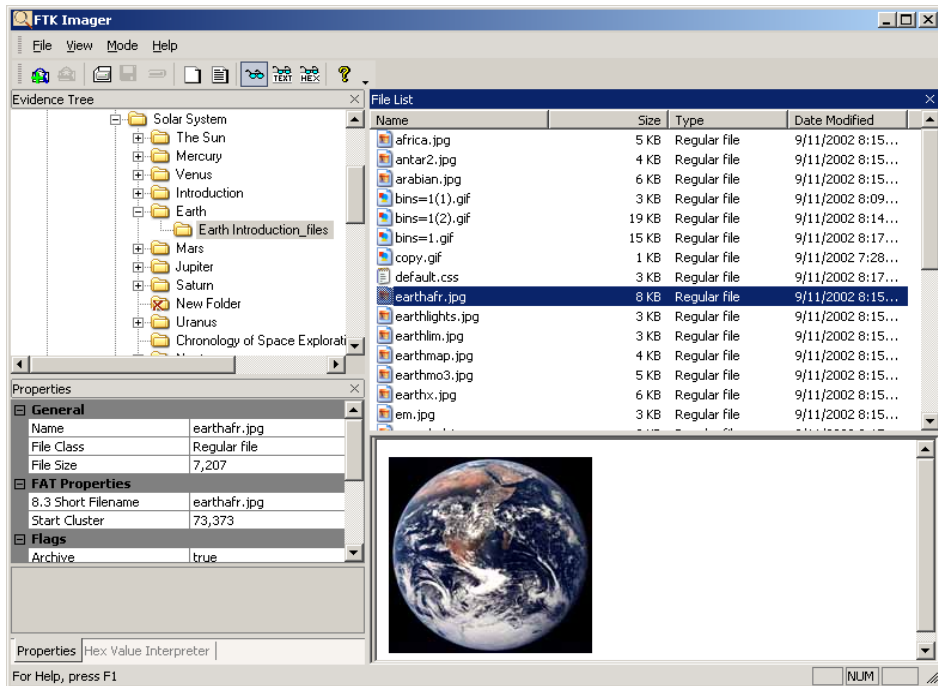 FTK Imager
File View Mode Help
TEXT HEX
Evidence Tree
Solar System
The Sun
Mercury
Venus
Introduction
Earth
Earth Introduction_files
Mars
Jupiter
Saturn
New Folder
Uranus
Chronology of Space Explorati
File List
Name Size Type Date Modified
africa.jpg 5 KB Regular file 9/11/2002 8:15...
antar2.jpg 4 KB Regular file 9/11/2002 8:15...
arabian.jpg 6 KB Regular file 9/11/2002 8:15...
bins=1(1).gif 3 KB Regular file 9/11/2002 8:09...
bins=1(2).gif 19 KB Regular file 9/11/2002 8:14...
bins=1.gif 15 KB Regular file 9/11/2002 8:17...
copy.gif 1 KB Regular file 9/11/2002 7:28...
default.css 3 KB Regular file 9/11/2002 8:17...
earthafr.jpg 8 KB Regular file 9/11/2002 8:15...
earthlights.jpg 3 KB Regular file 9/11/2002 8:15...
earthlim.jpg 3 KB Regular file 9/11/2002 8:15...
earthmap.jpg 4 KB Regular file 9/11/2002 8:15...
earthmo3.jpg 5 KB Regular file 9/11/2002 8:15...
earthx.jpg 6 KB Regular file 9/11/2002 8:15...
em.jpg 3 KB Regular file 9/11/2002 8:15...
Properties
General
Name earthafr.jpg
File Class Regular file
File Size 7,207
FAT Properties
8.3 Short Filename earthafr.jpg
Start Cluster 73,373
Flags
Archive true
Properties Hex Value Interpreter
For Help, press F1 NUM